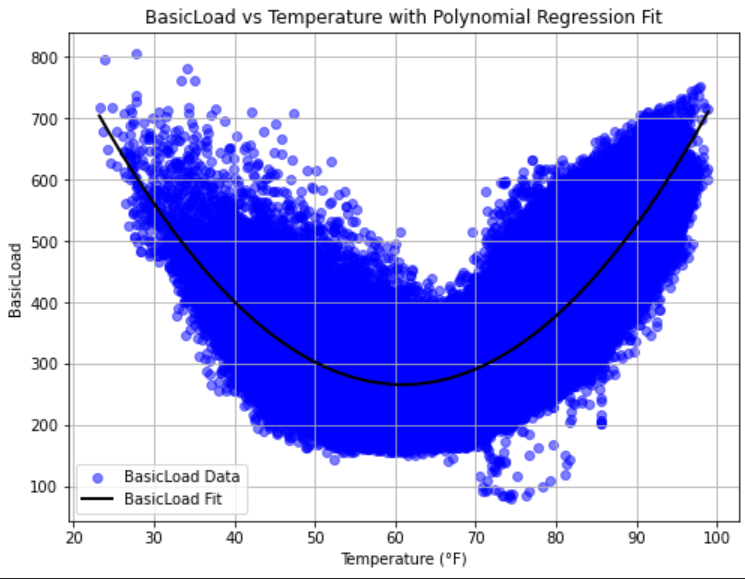 BasicLoad vs Temperature with Polynomial Regression Fit
800
700
600
500
400
300
200
100
BasicLoad
BasicLoad Data
BasicLoad Fit
20 30 40 50 60 70 80 90 100
Temperature (°F)